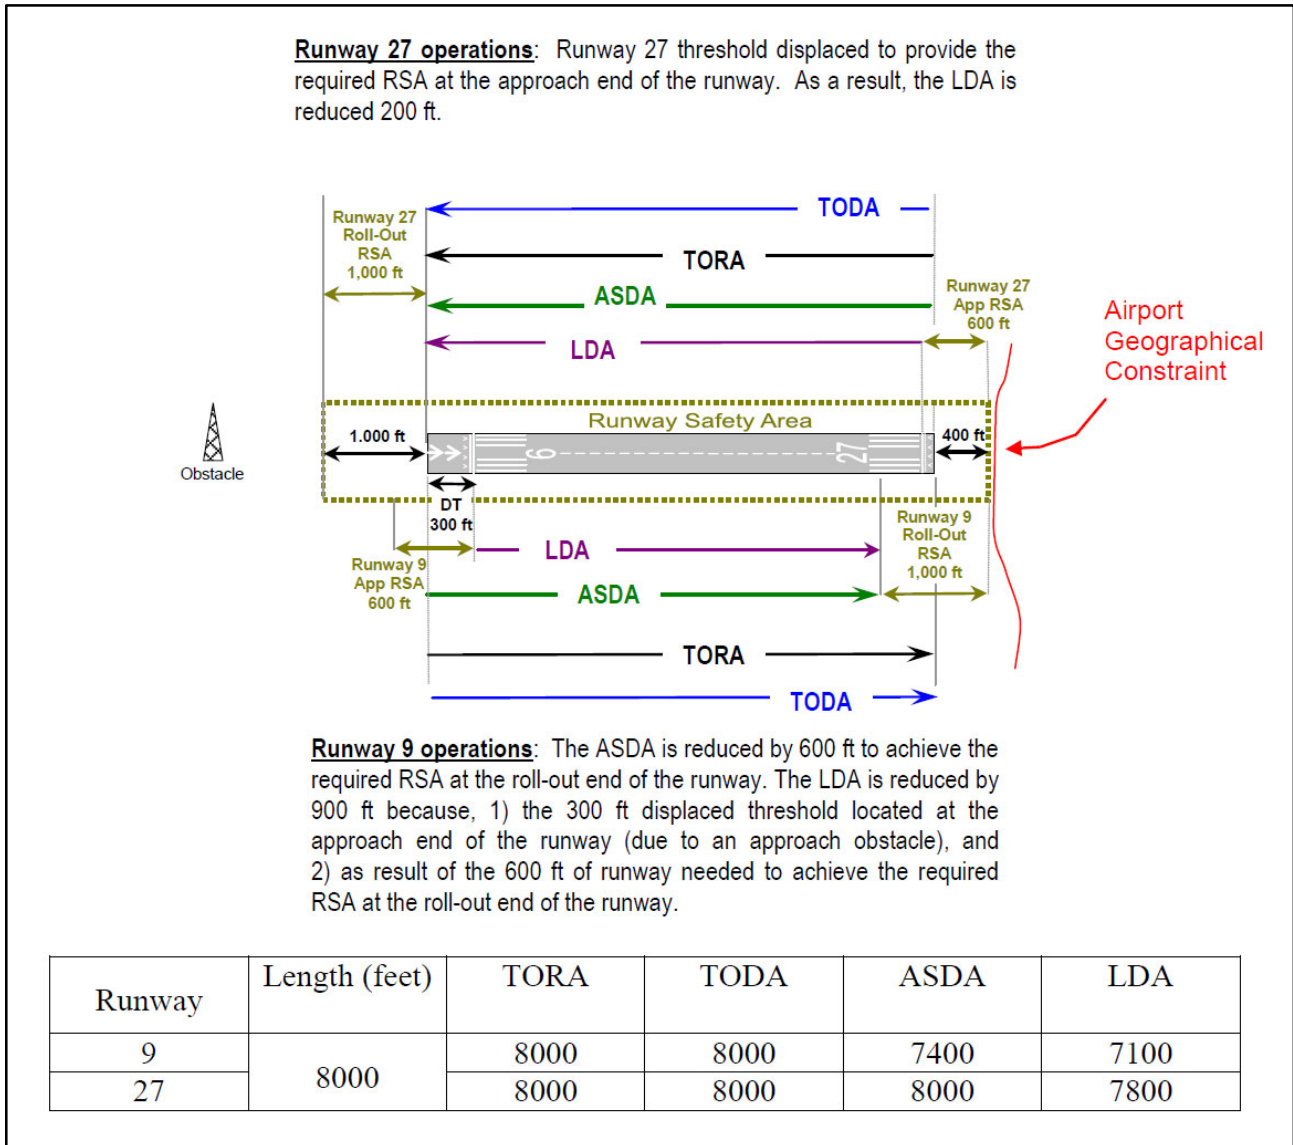 Runway 27 operations: Runway 27 threshold displaced to provide the
required RSA at the approach end of the runway. As a result, the LDA is
reduced 200 ft.
TODA
Runway 27
Roll-Out
RSA
1,000 ft
TORA
ASDA
Runway 27
App RSA
600 ft
LDA
Airport
Geographical
Constraint
Runway Safety Area
1.000 ft
9
27
400 ft
Obstacle
DT
300 ft
Runway 9
Roll-Out
RSA
1,000 ft
LDA
Runway 9
App RSA
600 ft
ASDA
TORA
TODA
Runway 9 operations: The ASDA is reduced by 600 ft to achieve the
required RSA at the roll-out end of the runway. The LDA is reduced by
900 ft because, 1) the 300 ft displaced threshold located at the
approach end of the runway (due to an approach obstacle), and
2) as result of the 600 ft of runway needed to achieve the required
RSA at the roll-out end of the runway.
Runway Length (feet) TORA TODA ASDA LDA
9 8000 8000 8000 7400 7100
27 8000 8000 8000 7800